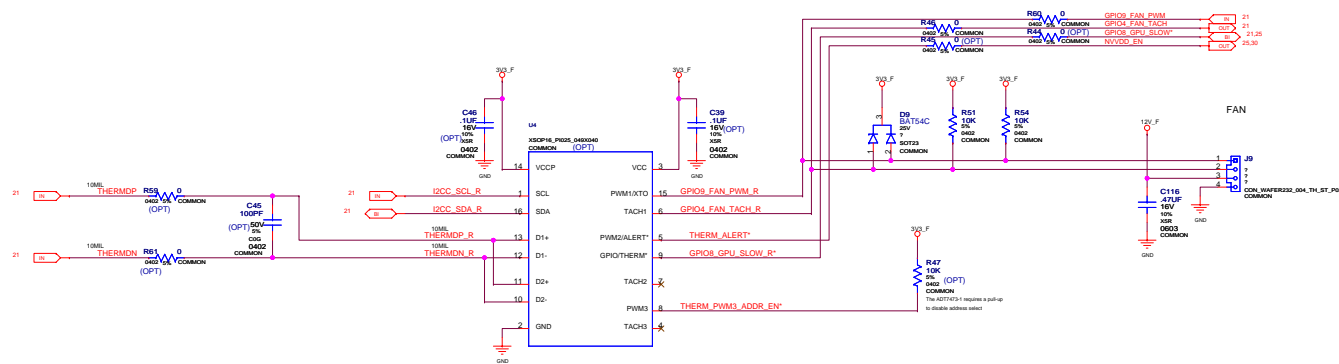 R60 0 GPIO9_FAN_PWM IN 21
0402 5% COMMON
R46 0 GPIO4_FAN_TACH OUT 21
0402 5% COMMON
R44 0 (OPT) GPIO8_GPU_SLOW* BI 21,25
0402 5% COMMON
R45 0 (OPT) NVVDD_EN OUT 25,30
0402 5% COMMON
3V3_F
3V3_F
3V3_F
3V3_F
3V3_F
C46
.1UF
16V
(OPT)
10%
X5R
0402
COMMON
GND
C39
.1UF
16V
(OPT)
10%
X5R
0402
COMMON
GND
D9
BAT54C
25V
?
SOT23
COMMON
3
1
2
R51
10K
5%
0402
COMMON
R54
10K
5%
0402
COMMON
FAN
12V_F
J9
?
?
?
CON_WAFER232_004_TH_ST_P0
COMMON
1
2
3
4
GND
C116
.47UF
16V
10%
X5R
0603
COMMON
GND
U4
XSOP16_PI025_049X040
COMMON (OPT)
14 VCCP VCC 3
1 SCL PWM1/XTO 15
16 SDA TACH1 6
13 D1+ PWM2/ALERT* 5
12 D1- GPIO/THERM* 9
11 D2+ TACH2 7
10 D2- PWM3 8
2 GND TACH3 4
GND
21 IN 10MIL THERMDP R59 0
0402 5% COMMON
(OPT)
C45
100PF
(OPT) 50V
5%
C0G
0402
COMMON
21 IN 10MIL THERMDN R61 0
0402 5% COMMON
(OPT)
21 IN I2CC_SCL_R
21 BI I2CC_SDA_R
10MIL
THERMDP_R
10MIL
THERMDN_R
GPIO9_FAN_PWM_R
GPIO4_FAN_TACH_R
THERM_ALERT*
GPIO8_GPU_SLOW_R*
THERM_PWM3_ADDR_EN*
3V3_F
R47
10K
5%
(OPT)
0402
COMMON
The ADT7473-1 requires a pull-up
to disable address select